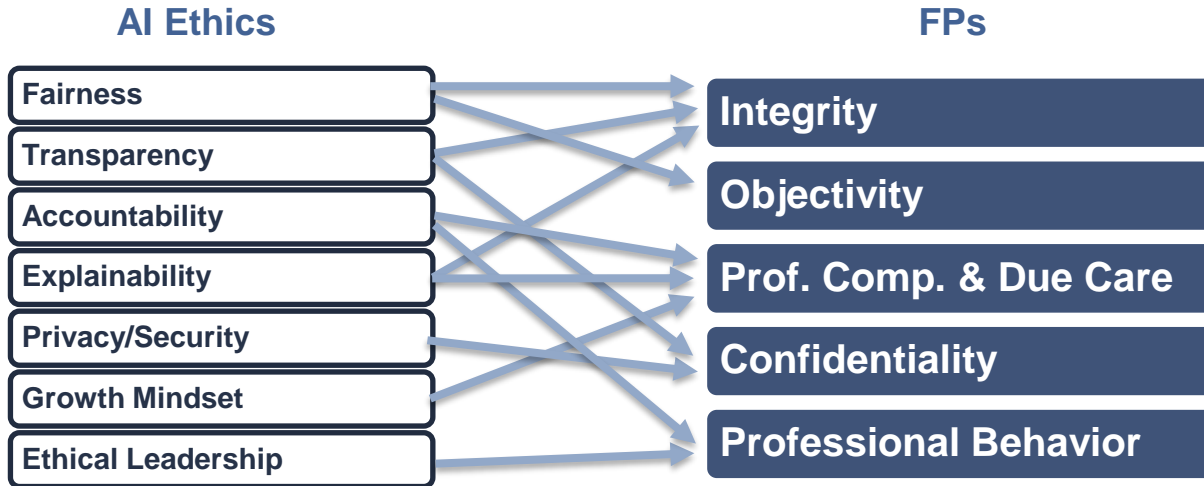 AI Ethics
FPs
Fairness
Transparency
Accountability
Explainability
Privacy/Security
Growth Mindset
Ethical Leadership
Integrity
Objectivity
Prof. Comp. & Due Care
Confidentiality
Professional Behavior